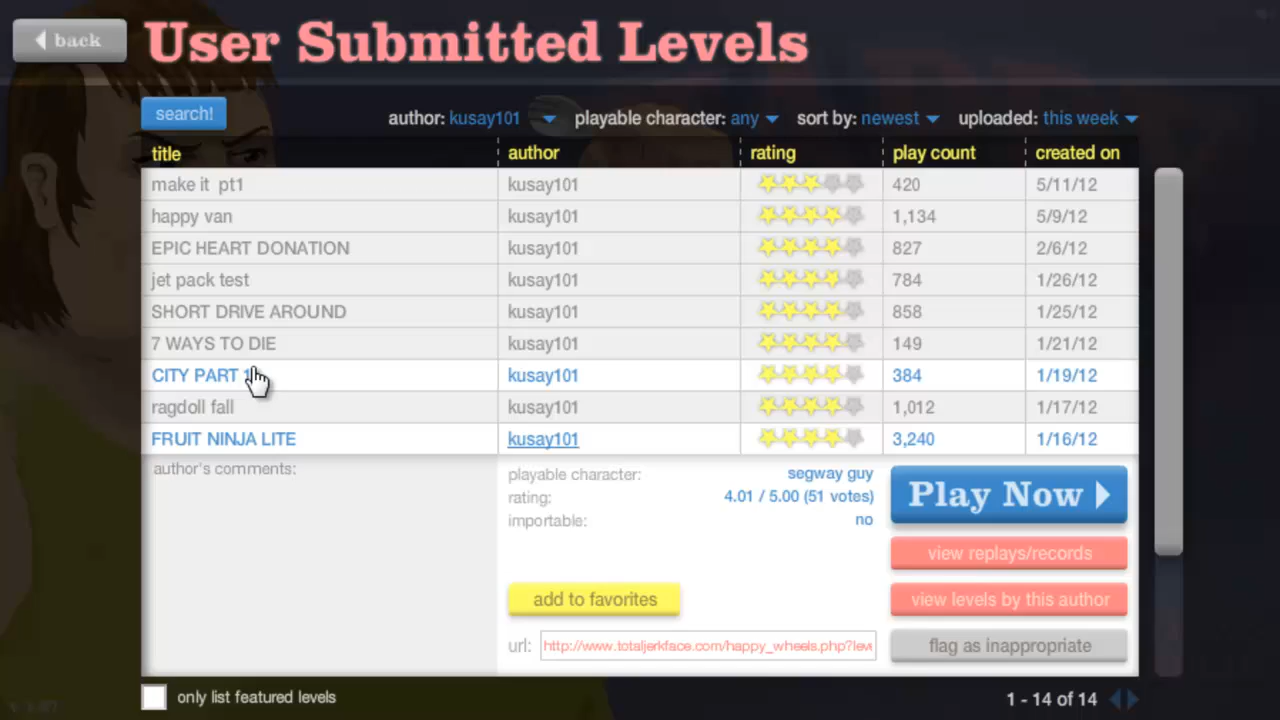 back
User Submitted Levels
search!
author: kusay101 playable character: any sort by: newest uploaded: this week
title author rating play count created on
make it pt1 kusay101 420 5/11/12
happy van kusay101 1,134 5/9/12
EPIC HEART DONATION kusay101 827 2/6/12
jet pack test kusay101 784 1/26/12
SHORT DRIVE AROUND kusay101 858 1/25/12
7 WAYS TO DIE kusay101 149 1/21/12
CITY PART kusay101 384 1/19/12
ragdoll fall kusay101 1,012 1/17/12
FRUIT NINJA LITE kusay101 3,240 1/16/12
author's comments:
playable character: segway guy
rating: 4.01 / 5.00 (51 votes)
importable: no
Play Now
view replays/records
add to favorites
view levels by this author
url: http://www.totaljerkface.com/happy_wheels.php?lev
flag as inappropriate
only list featured levels
1 - 14 of 14